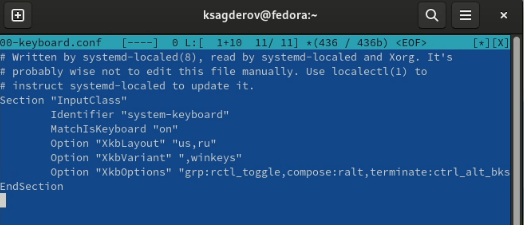 ksagderov@fedora:~
00-keyboard.conf [----] 0 L:[ 1+10 11/ 11] *(436 / 436b) <EOF> [*][X]
# Written by systemd-localed(8), read by systemd-localed and Xorg. It's
# probably wise not to edit this file manually. Use localectl(1) to
# instruct systemd-localed to update it.
Section "InputClass"
Identifier "system-keyboard"
MatchIsKeyboard "on"
Option "XkbLayout" "us,ru"
Option "XkbVariant" ",winkeys"
Option "XkbOptions" "grp:rctl_toggle,compose:ralt,terminate:ctrl_alt_bks
EndSection